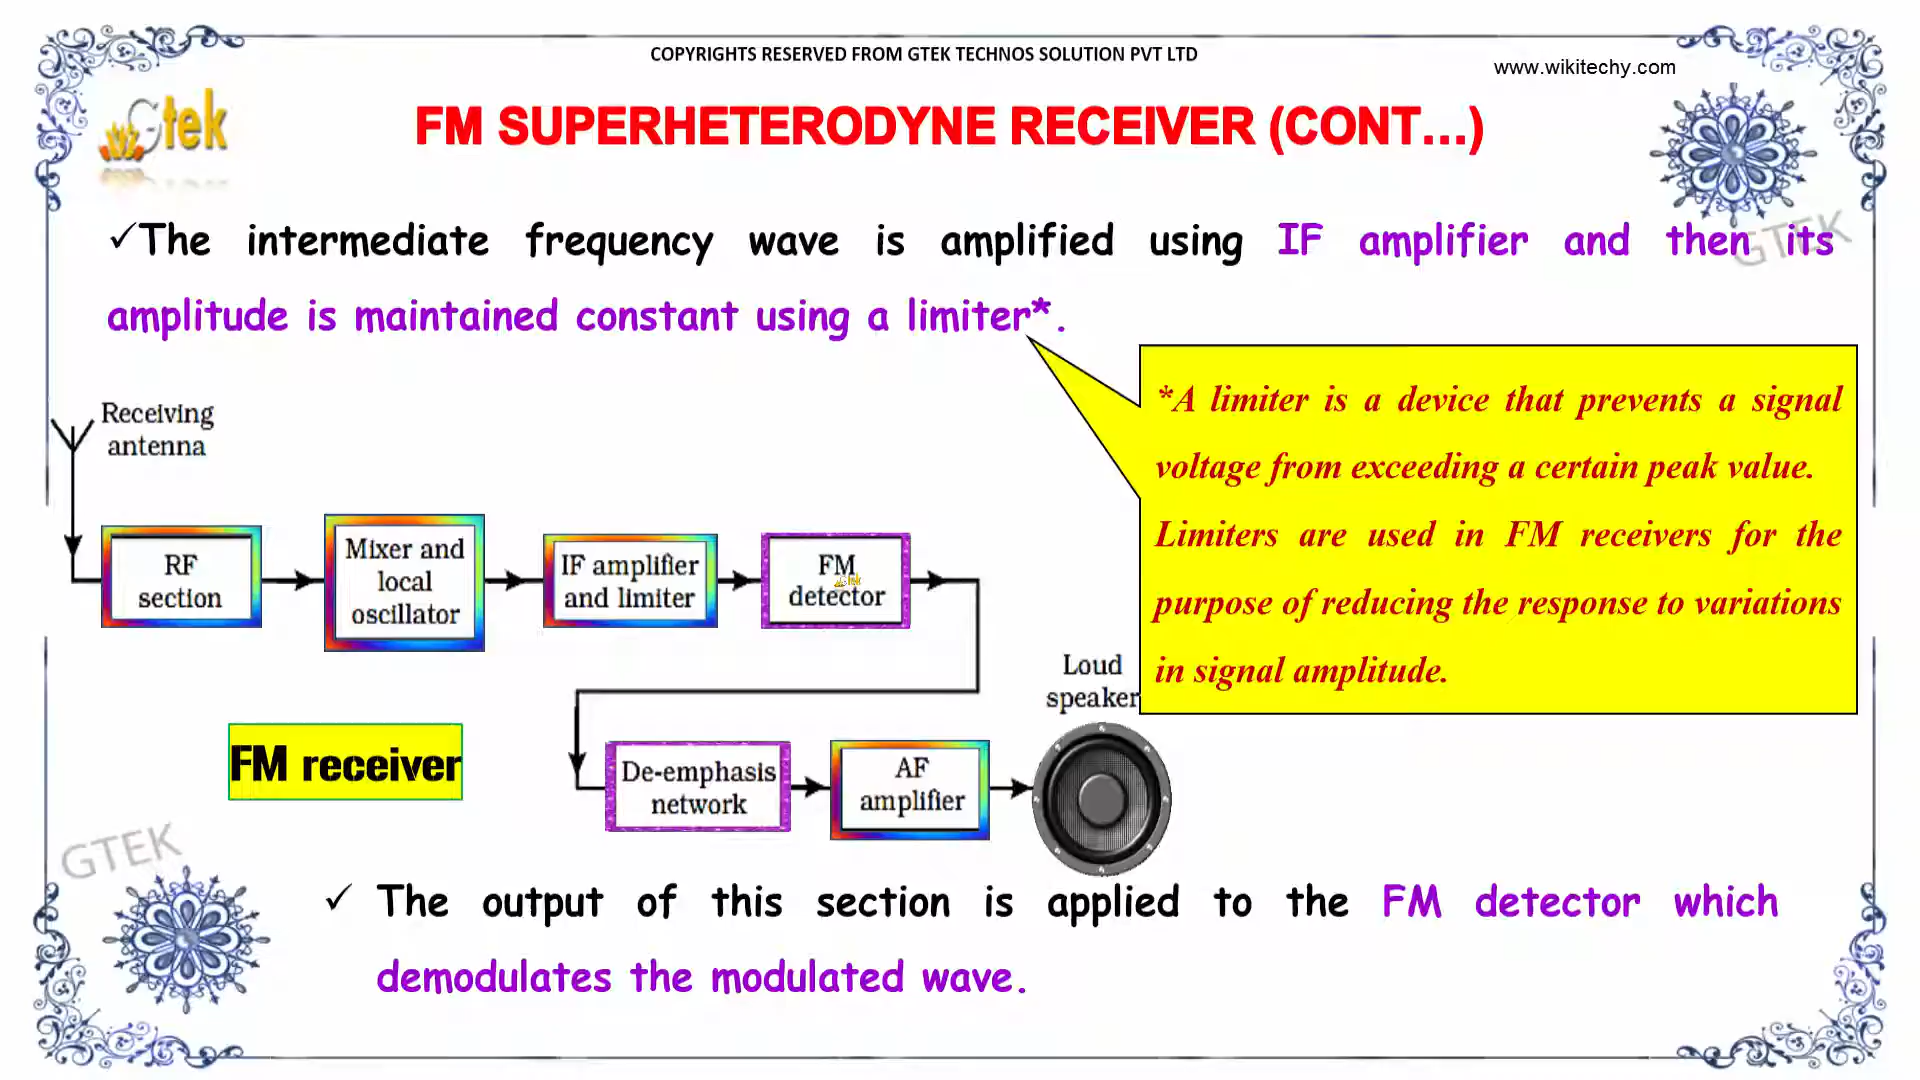 COPYRIGHTS RESERVED FROM GTEK TECHNOS SOLUTION PVT LTD
www.wikitechy.com
Gtek
FM SUPERHETERODYNE RECEIVER (CONT...)
GTEK
✓The intermediate frequency wave is amplified using IF amplifier and then its
amplitude is maintained constant using a limiter*.
*A limiter is a device that prevents a signal
voltage from exceeding a certain peak value.
Limiters are used in FM receivers for the
purpose of reducing the response to variations
in signal amplitude.
Receiving
antenna
RF
section
Mixer and
local
oscillator
IF amplifier
and limiter
FM
detector
Gtek
De-emphasis
network
AF
amplifier
Loud
speaker
FM receiver
GTEK
✓ The output of this section is applied to the FM detector which
demodulates the modulated wave.